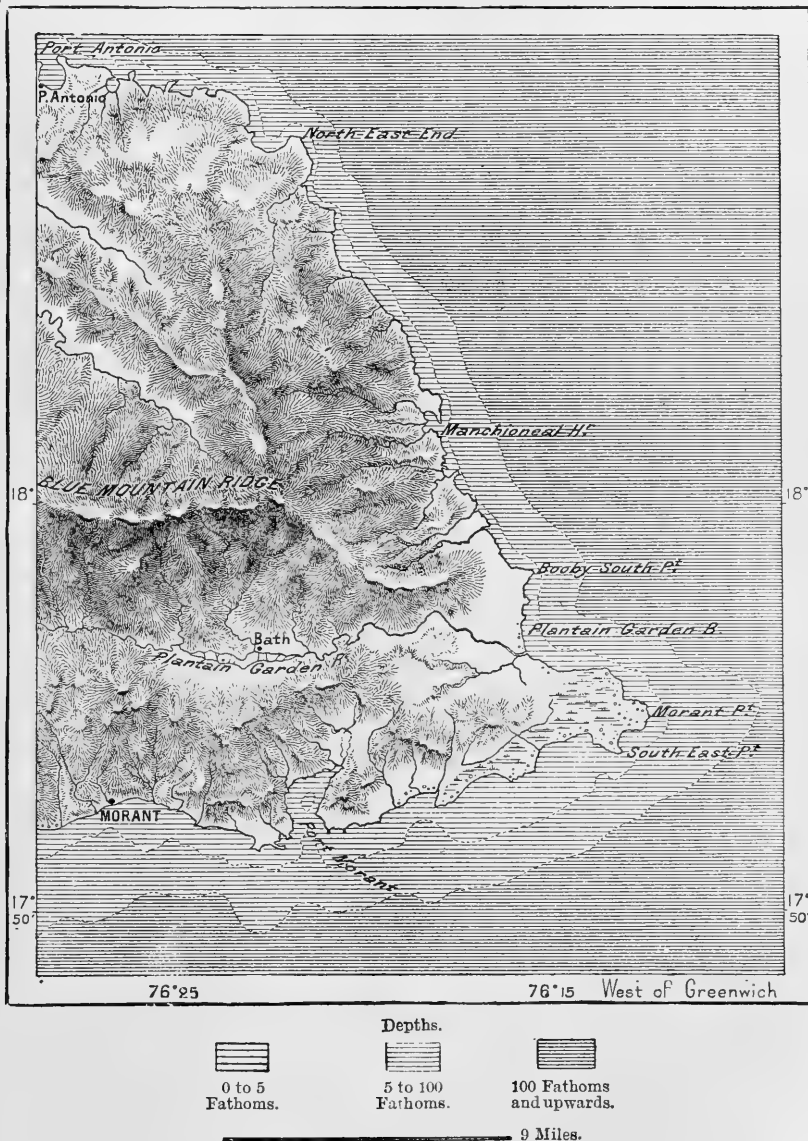 Port Antonio
P. Antonio
North-East-End
Manchioneal Hr.
BLUE MOUNTAIN RIDGE
18°
18°
Booby-South-Pt.
Plantain-Garden-B.
Bath
Plantain Garden R.
Morant Pt.
South-East-Pt.
MORANT
Port Morant
17°
50'
17°
50'
76°25
76°15
West of Greenwich
Depths.
0 to 5
Fathoms.
5 to 100
Fathoms.
100 Fathoms
and upwards.
9 Miles.